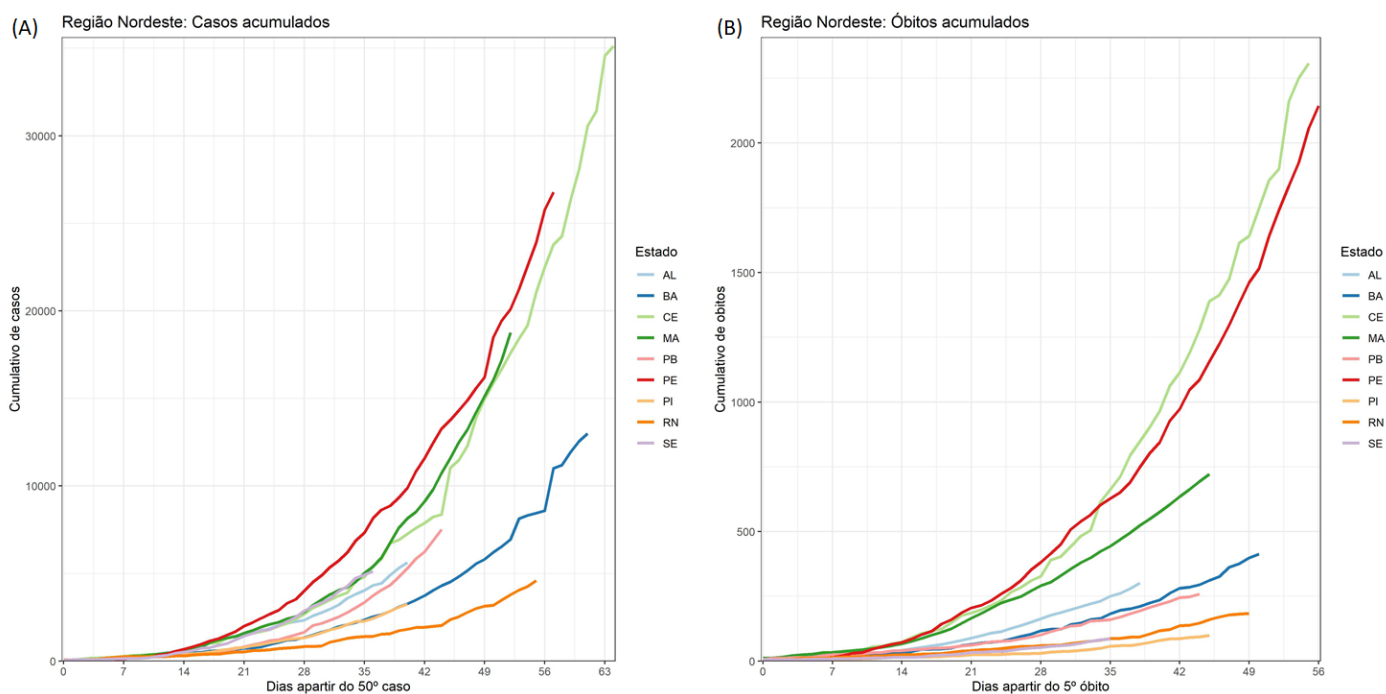 (A)
Região Nordeste: Casos acumulados
Cumulativo de casos
30000
20000
10000
0
0 7 14 21 28 35 42 49 56 63
Dias apartir do 50º caso
Estado
AL
BA
CE
MA
PB
PE
PI
RN
SE
(B)
Região Nordeste: Óbitos acumulados
Cumulativo de obitos
2000
1500
1000
500
0
0 7 14 21 28 35 42 49 56
Dias apartir do 5º óbito
Estado
AL
BA
CE
MA
PB
PE
PI
RN
SE